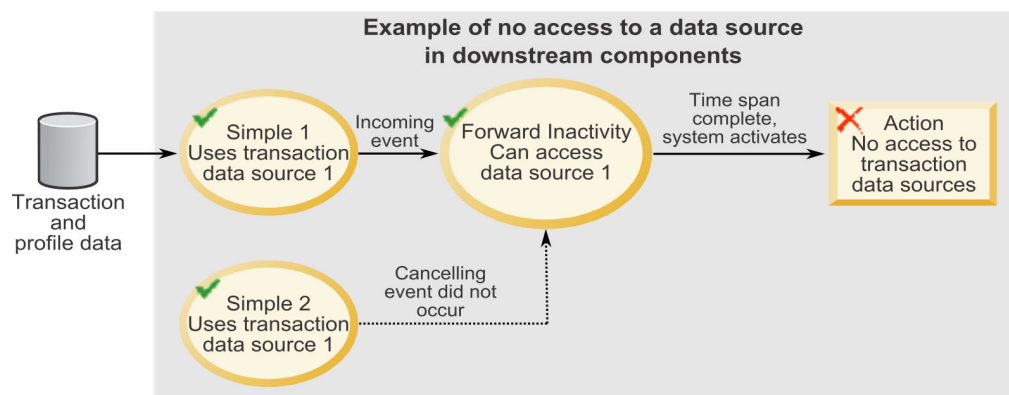 Example of no access to a data source
in downstream components
Transaction
and
profile data
Simple 1
Uses transaction
data source 1
Incoming
event
Forward Inactivity
Can access
data source 1
Time span
complete,
system activates
Action
No access to
transaction
data sources
Simple 2
Uses transaction
data source 1
Cancelling
event did not
occur